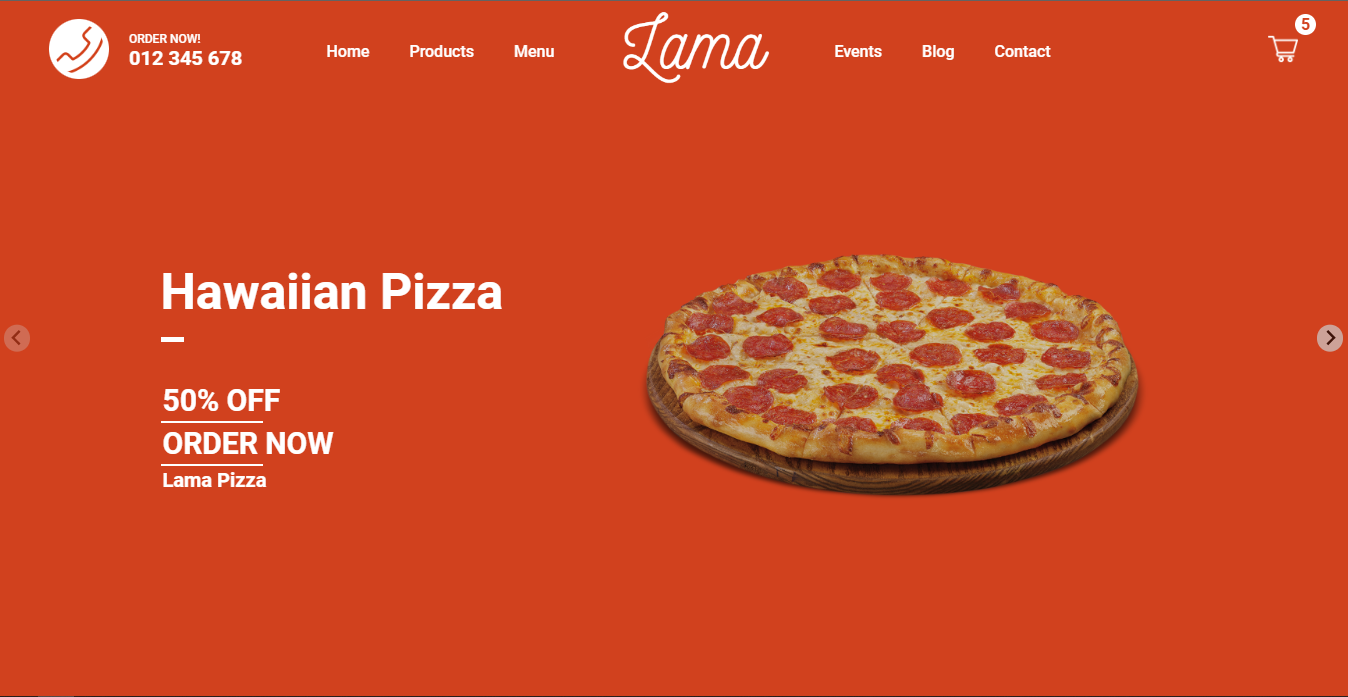 ORDER NOW!
012 345 678
Home Products Menu Lama Events Blog Contact
5
Hawaiian Pizza
50% OFF
ORDER NOW
Lama Pizza